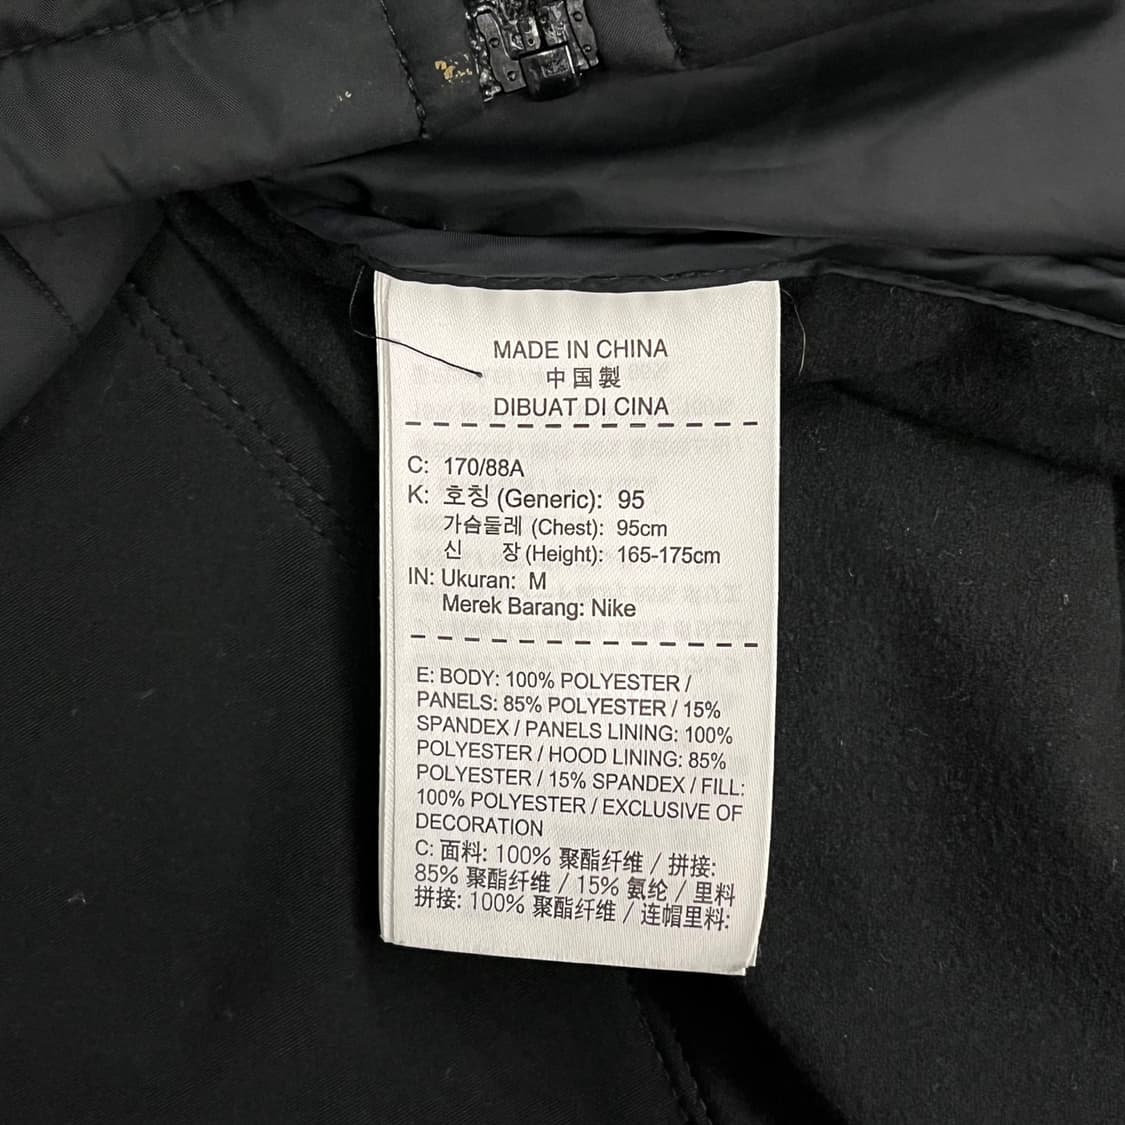 MADE IN CHINA
中国製
DIBUAT DI CINA
C: 170/88A
K: 호칭 (Generic): 95
가슴둘레 (Chest): 95cm
신 장 (Height): 165-175cm
IN: Ukuran: M
Merek Barang: Nike
E: BODY: 100% POLYESTER /
PANELS: 85% POLYESTER / 15%
SPANDEX / PANELS LINING: 100%
POLYESTER / HOOD LINING: 85%
POLYESTER / 15% SPANDEX / FILL:
100% POLYESTER / EXCLUSIVE OF
DECORATION
C: 面料: 100% 聚酯纤维 / 拼接:
85% 聚酯纤维 / 15% 氨纶 / 里料
拼接: 100% 聚酯纤维 / 连帽里料: